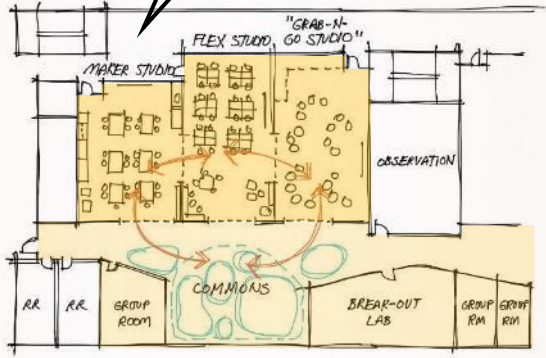 "GRAB-N-
GO STUDIO"
FLEX STUDIO
MAKER STUDIO
OBSERVATION
COMMONS
RR
RR
GROUP
ROOM
BREAK-OUT
LAB
GROUP
RM
GROUP
RM